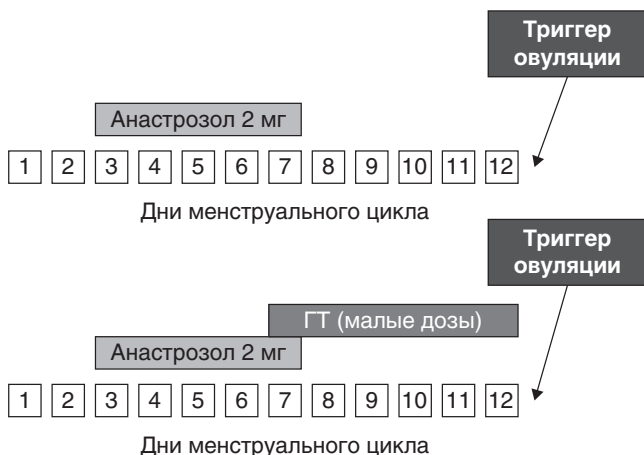 Триггер
овуляции
Анастрозол 2 мг
1 2 3 4 5 6 7 8 9 10 11 12
Дни менструального цикла
Триггер
овуляции
ГТ (малые дозы)
Анастрозол 2 мг
1 2 3 4 5 6 7 8 9 10 11 12
Дни менструального цикла